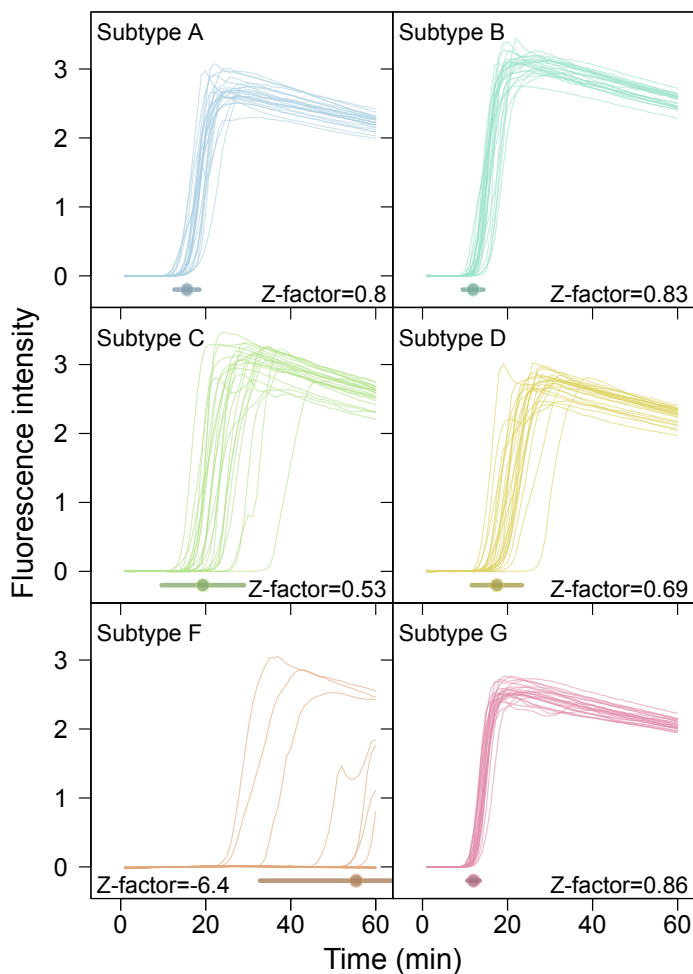 Subtype A
Subtype B
3
2
1
0
Z-factor=0.8
Z-factor=0.83
Subtype C
Subtype D
3
2
1
0
Z-factor=0.53
Z-factor=0.69
Fluorescence intensity
Subtype F
Subtype G
3
2
1
0
Z-factor=-6.4
Z-factor=0.86
0 20 40 60 0 20 40 60
Time (min)